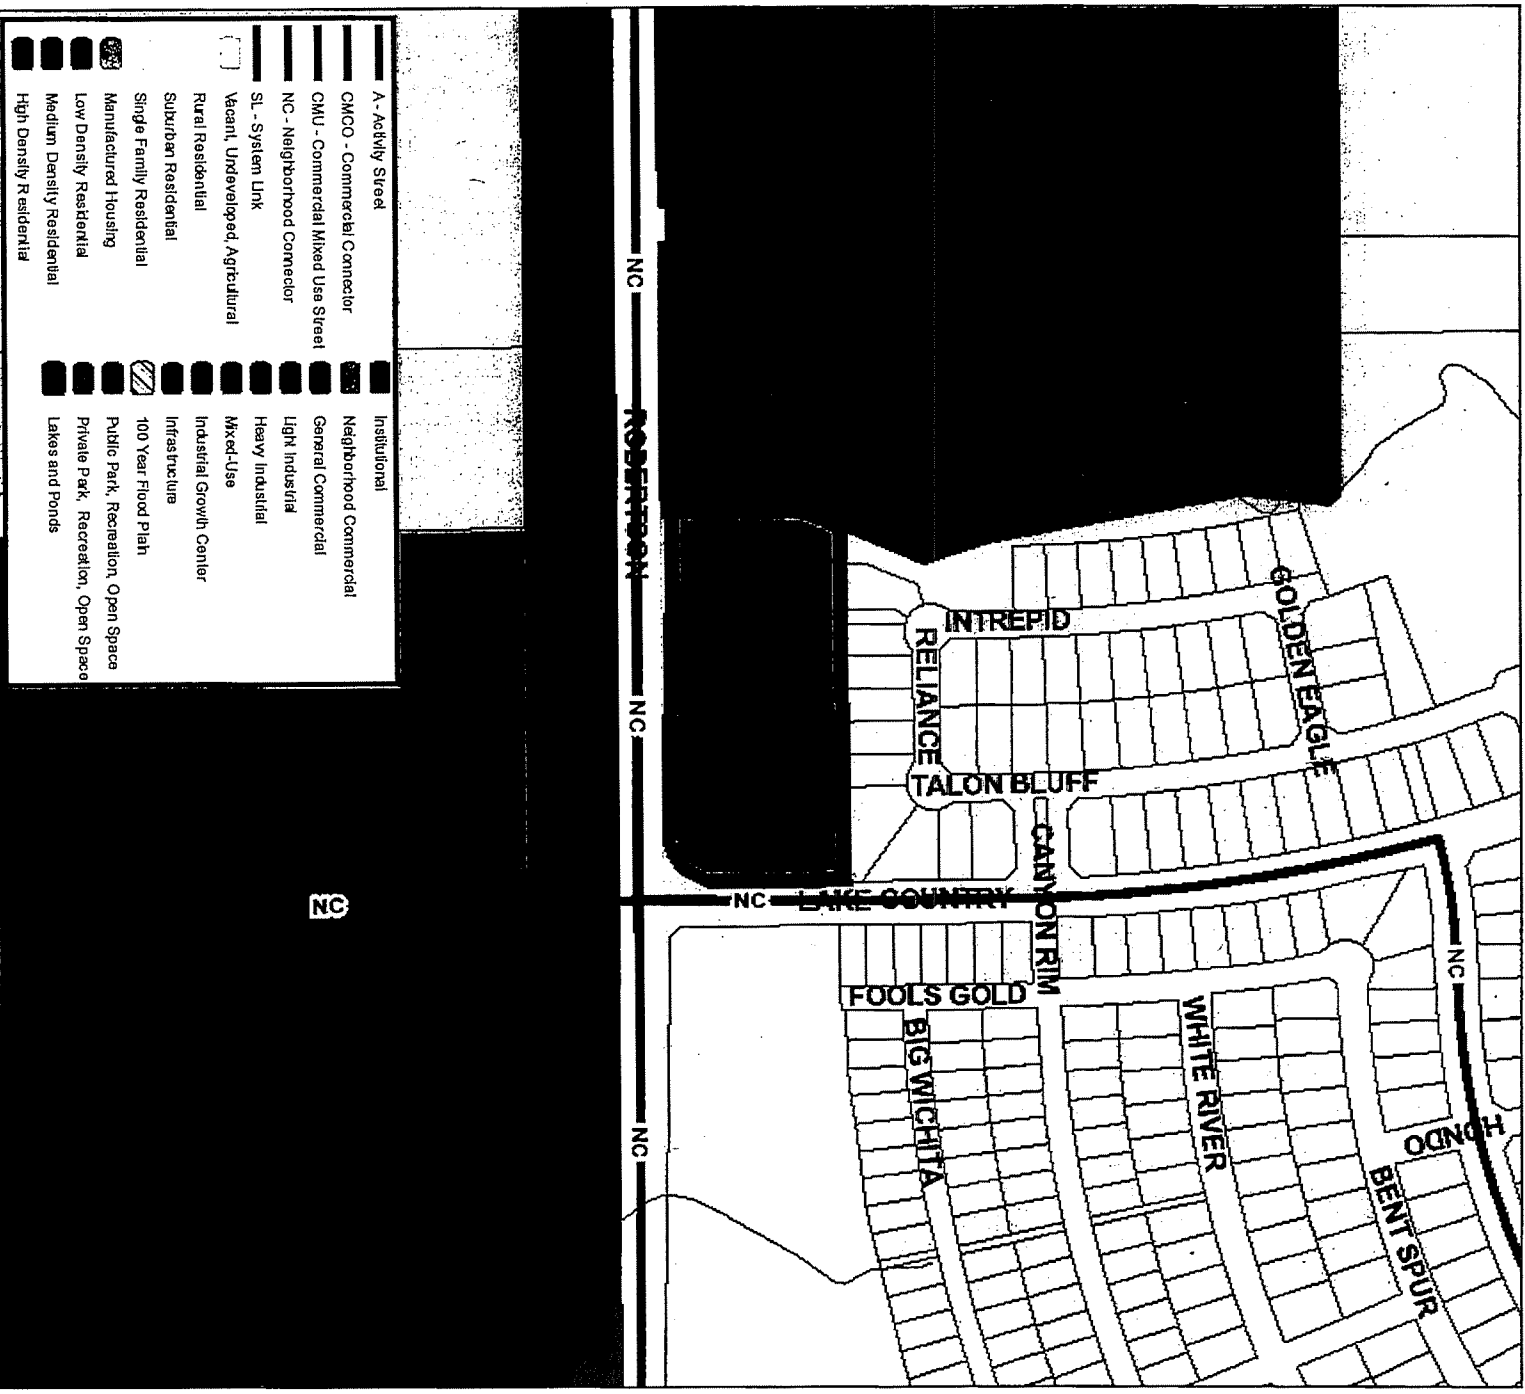 A - Activity Street
CMCO - Commercial Connector
CMU - Commercial Mixed Use Street
NC - Neighborhood Connector
SL - System Link
Vacant, Undeveloped, Agricultural
Rural Residential
Suburban Residential
Single Family Residential
Manufactured Housing
Low Density Residential
Medium Density Residential
High Density Residential
Institutional
Neighborhood Commercial
General Commercial
Light Industrial
Heavy Industrial
Mixed-Use
Industrial Growth Center
Infrastructure
100 Year Flood Plain
Public Park, Recreation, Open Space
Private Park, Recreation, Open Space
Lakes and Ponds
NC
ROBERTSON
NC
NC
NC
NC
LAKE COUNTRY
NC
INTREPID
RELIANCE
GOLDEN EAGLE
TALON BLUFF
CANYON RIM
FOOLS GOLD
BIG WICHITA
WHITE RIVER
HONDO
BENT SPUR